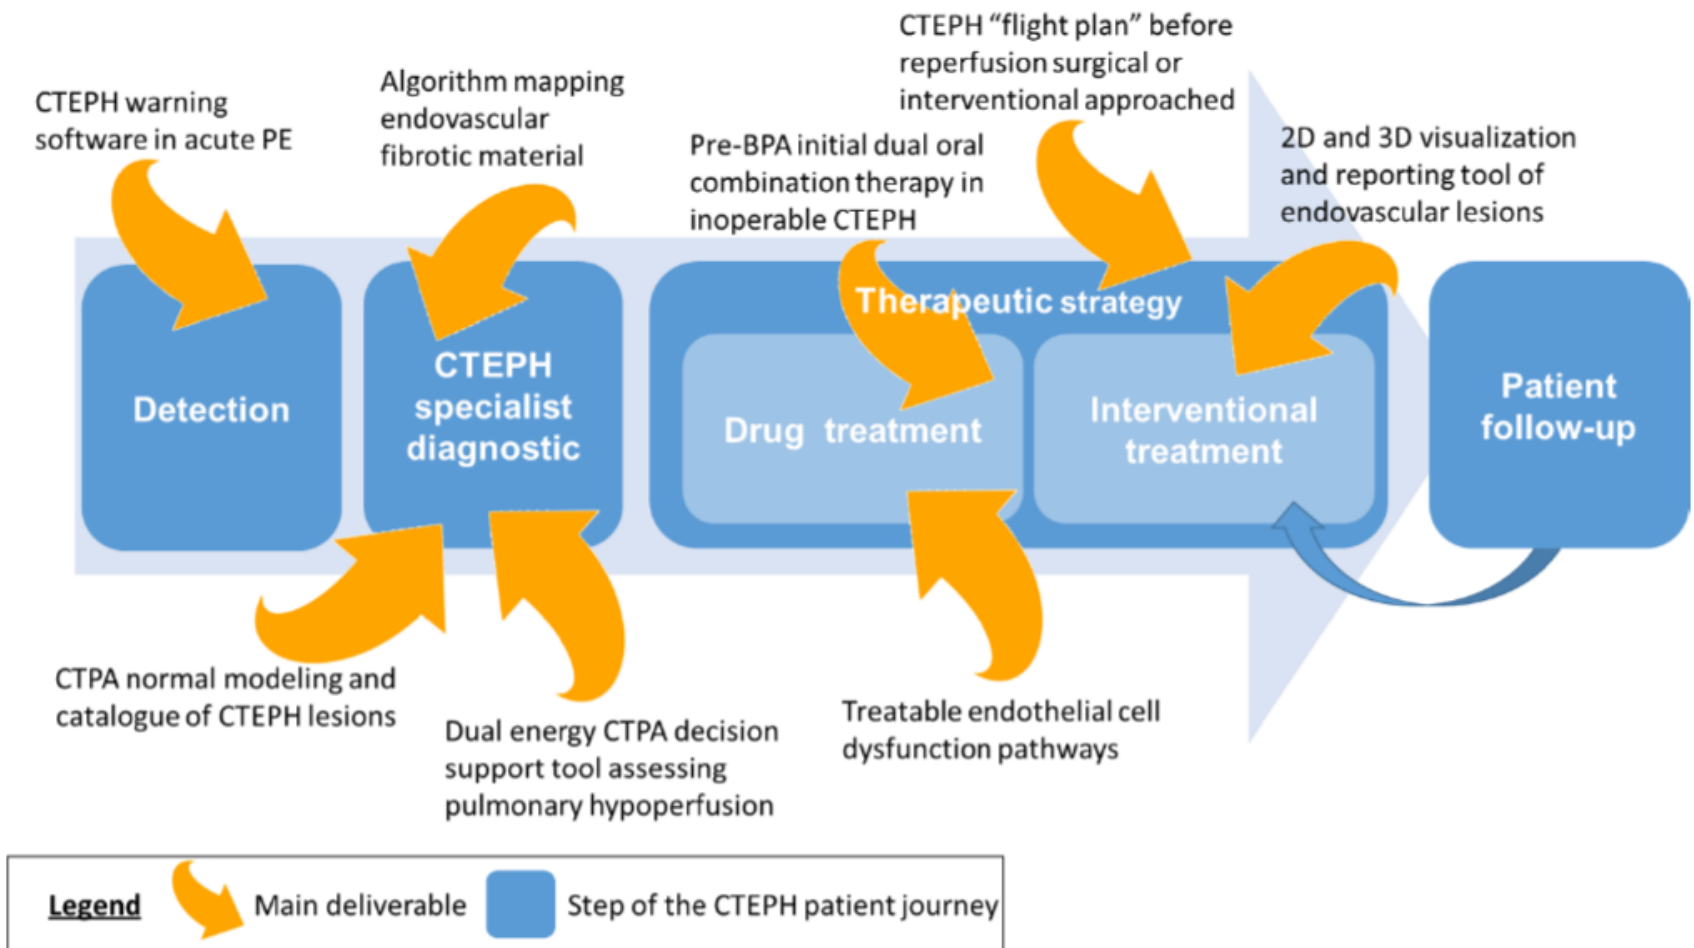 CTEPH warning
software in acute PE
Algorithm mapping
endovascular
fibrotic material
Pre-BPA initial dual oral
combination therapy in
inoperable CTEPH
CTEPH “flight plan” before
reperfusion surgical or
interventional approached
2D and 3D visualization
and reporting tool of
endovascular lesions
Detection
CTEPH
specialist
diagnostic
Therapeutic strategy
Drug treatment
Interventional
treatment
Patient
follow-up
CTPA normal modeling and
catalogue of CTEPH lesions
Dual energy CTPA decision
support tool assessing
pulmonary hypoperfusion
Treatable endothelial cell
dysfunction pathways
Legend
Main deliverable
Step of the CTEPH patient journey